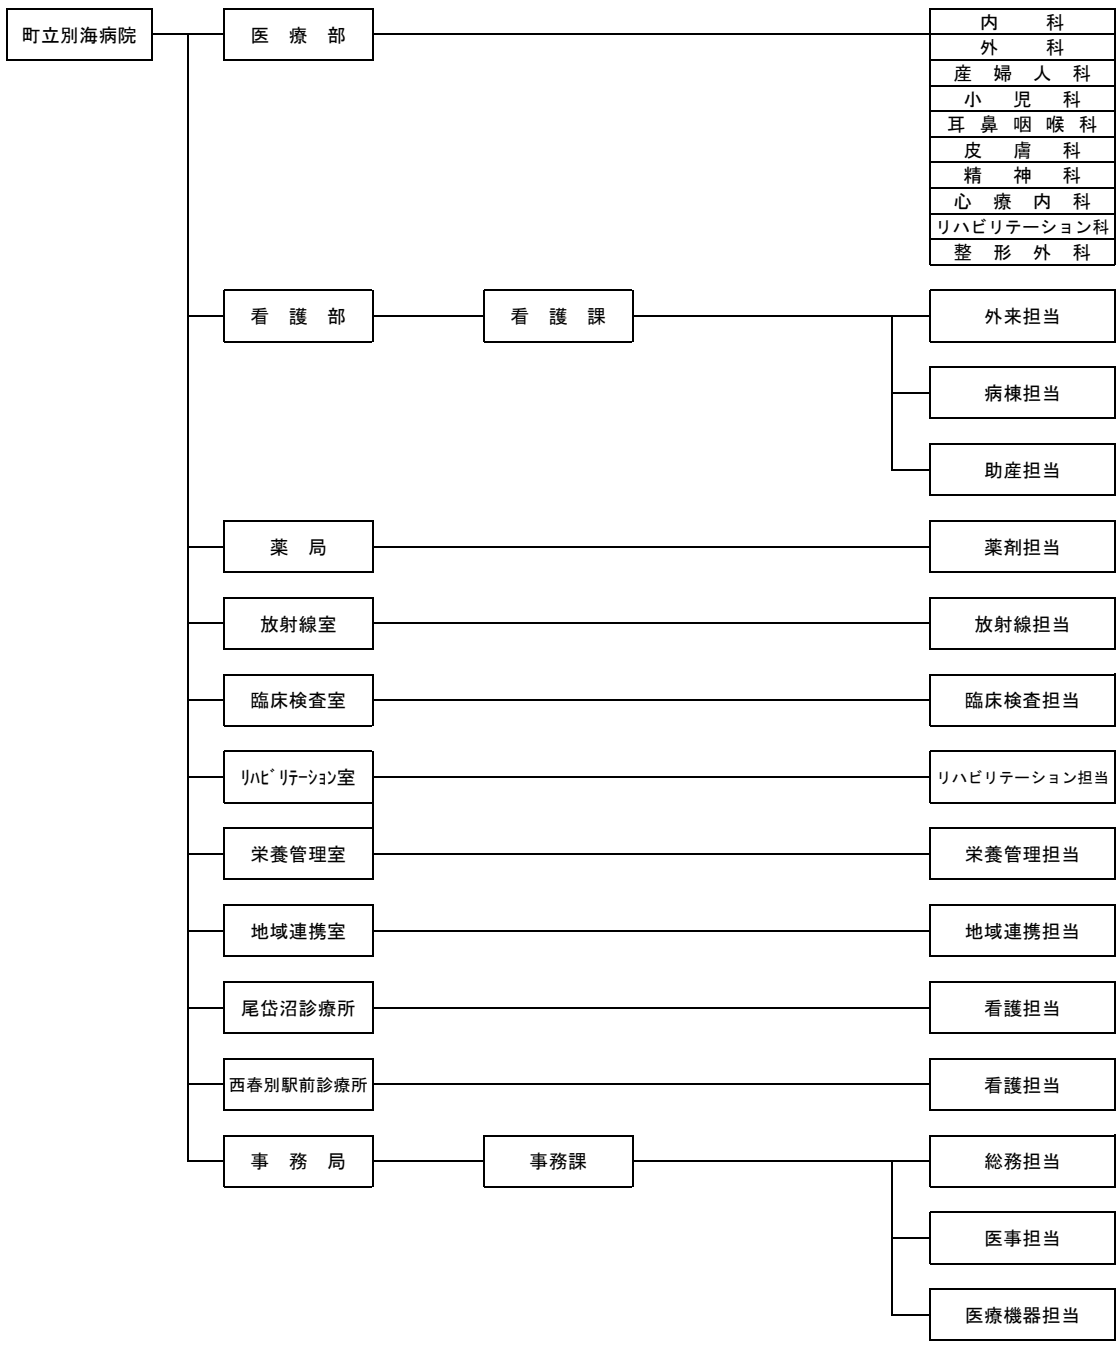 町立別海病院
医療部
内科
外科
産婦人科
小児科
耳鼻咽喉科
皮膚科
精神科
心療内科
リハビリテーション科
整形外科
看護部
看護課
外来担当
病棟担当
助産担当
薬局
薬剤担当
放射線室
放射線担当
臨床検査室
臨床検査担当
ﾘﾊﾋﾞﾘﾃｰｼｮﾝ室
リハビリテーション担当
栄養管理室
栄養管理担当
地域連携室
地域連携担当
尾岱沼診療所
看護担当
西春別駅前診療所
看護担当
事務局
事務課
総務担当
医事担当
医療機器担当